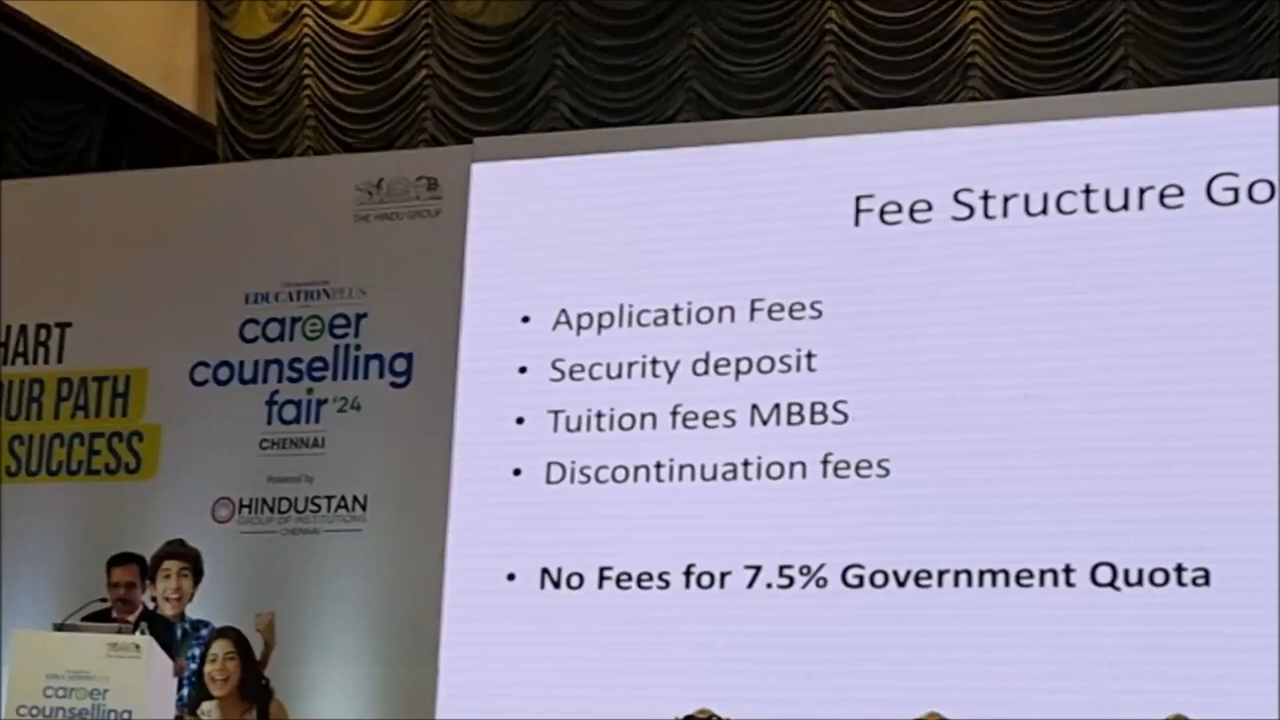 THE HINDU GROUP
EDUCATIONPLUS
career
counselling
fair '24
CHENNAI
Powered by
HINDUSTAN
GROUP OF INSTITUTIONS
CHENNAI
HART
OUR PATH
SUCCESS
career
counselling
Fee Structure Go
• Application Fees
• Security deposit
• Tuition fees MBBS
• Discontinuation fees
• No Fees for 7.5% Government Quota